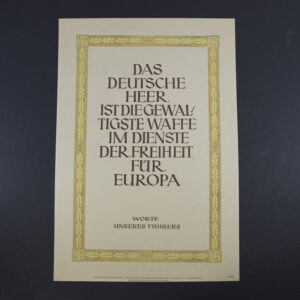 DAS
DEUTSCHE
HEER
IST DIE GEWAL/
TIGSTE WAFFE
IM DIENSTE
DER FREIHEIT
FÜR
EUROPA
WORTE
UNSERES FÜHRERS